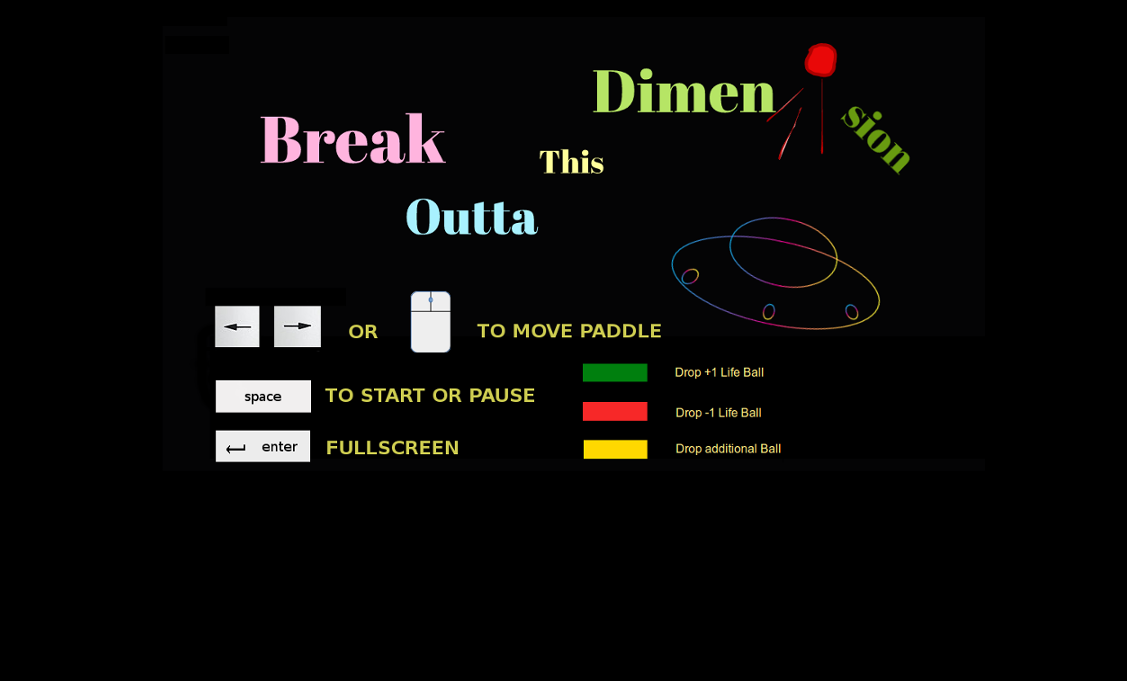 Break
Outta
This
Dimen
sion
OR
TO MOVE PADDLE
space
TO START OR PAUSE
enter
FULLSCREEN
Drop +1 Life Ball
Drop -1 Life Ball
Drop additional Ball